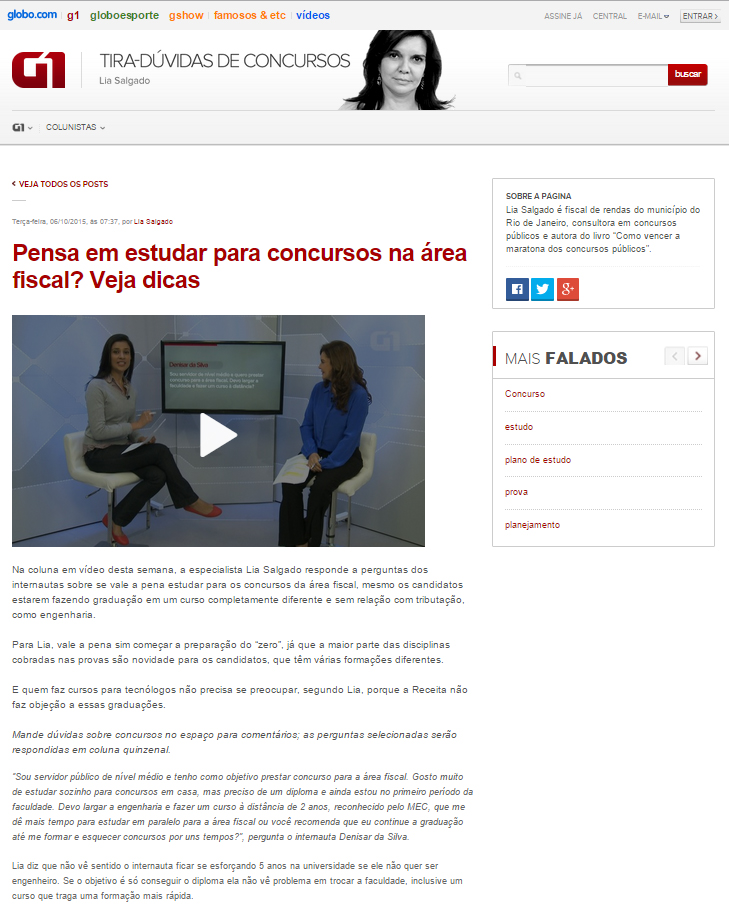 globo.com g1 globoesporte gshow famosos & etc vídeos ASSINE JÁ CENTRAL E-MAIL ENTRAR
G1 TIRA-DÚVIDAS DE CONCURSOS
Lia Salgado
buscar
G1 COLUNISTAS
VEJA TODOS OS POSTS
Terça-feira, 06/10/2015, às 07:37, por Lia Salgado
Pensa em estudar para concursos na área
fiscal? Veja dicas
G1
Denisar da Silva
Sou servidor de nível médio e quero prestar
concurso para a área fiscal. Devo largar a
faculdade e fazer um curso à distância?
Na coluna em vídeo desta semana, a especialista Lia Salgado responde a perguntas dos
internautas sobre se vale a pena estudar para os concursos da área fiscal, mesmo os candidatos
estarem fazendo graduação em um curso completamente diferente e sem relação com tributação,
como engenharia.
Para Lia, vale a pena sim começar a preparação do “zero”, já que a maior parte das disciplinas
cobradas nas provas são novidade para os candidatos, que têm várias formações diferentes.
E quem faz cursos para tecnólogos não precisa se preocupar, segundo Lia, porque a Receita não
faz objeção a essas graduações.
Mande dúvidas sobre concursos no espaço para comentários; as perguntas selecionadas serão
respondidas em coluna quinzenal.
“Sou servidor público de nível médio e tenho como objetivo prestar concurso para a área fiscal. Gosto muito
de estudar sozinho para concursos em casa, mas preciso de um diploma e ainda estou no primeiro período da
faculdade. Devo largar a engenharia e fazer um curso à distância de 2 anos, reconhecido pelo MEC, que me
dê mais tempo para estudar em paralelo para a área fiscal ou você recomenda que eu continue a graduação
até me formar e esquecer concursos por uns tempos?”, pergunta o internauta Denisar da Silva.
Lia diz que não vê sentido o internauta ficar se esforçando 5 anos na universidade se ele não quer ser
engenheiro. Se o objetivo é só conseguir o diploma ela não vê problema em trocar a faculdade, inclusive um
curso que traga uma formação mais rápida.
SOBRE A PÁGINA
Lia Salgado é fiscal de rendas do município do
Rio de Janeiro, consultora em concursos
públicos e autora do livro “Como vencer a
maratona dos concursos públicos”.
MAIS FALADOS
Concurso
estudo
plano de estudo
prova
planejamento